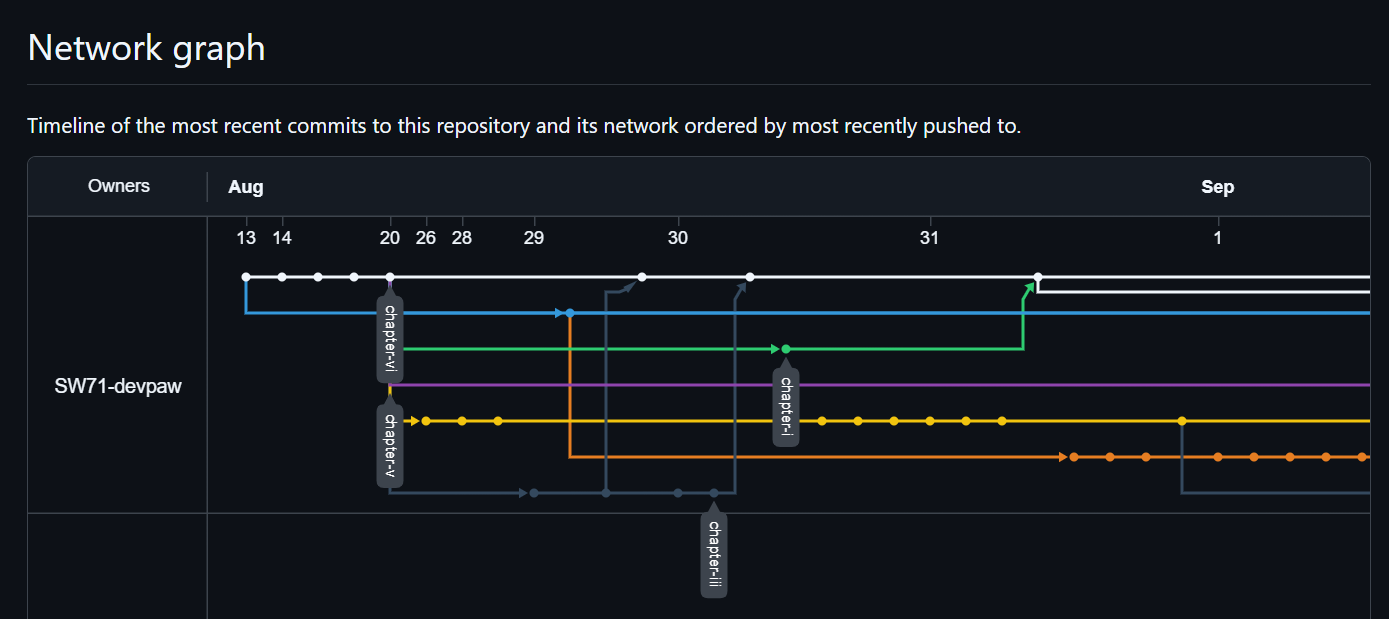 Network graph
Timeline of the most recent commits to this repository and its network ordered by most recently pushed to.
Owners Aug Sep
13 14 20 26 28 29 30 31 1
chapter-vi
SW71-devpaw
chapter-i
chapter-v
chapter-iii